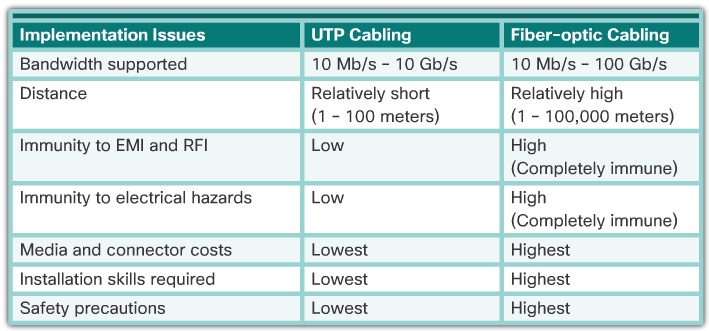 Implementation Issues UTP Cabling Fiber-optic Cabling
Bandwidth supported 10 Mb/s – 10 Gb/s 10 Mb/s – 100 Gb/s
Distance Relatively short Relatively high
(1 – 100 meters) (1 – 100,000 meters)
Immunity to EMI and RFI Low High
(Completely immune)
Immunity to electrical hazards Low High
(Completely immune)
Media and connector costs Lowest Highest
Installation skills required Lowest Highest
Safety precautions Lowest Highest